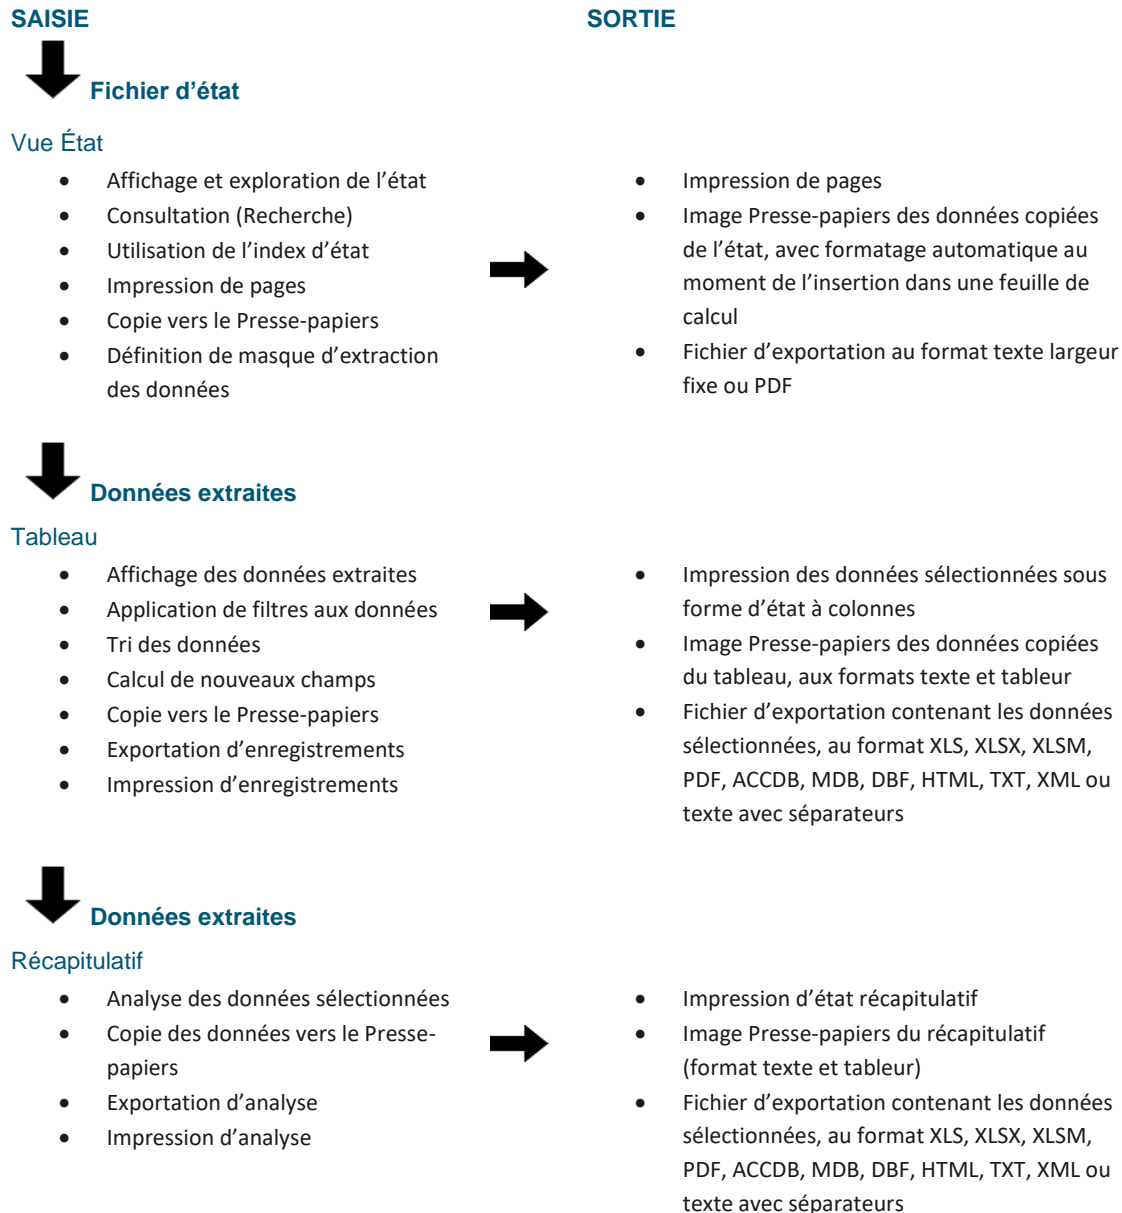 SAISIE
SORTIE
Fichier d’état
Vue État
• Affichage et exploration de l’état
• Consultation (Recherche)
• Utilisation de l’index d’état
• Impression de pages
• Copie vers le Presse-papiers
• Définition de masque d’extraction
des données
• Impression de pages
• Image Presse-papiers des données copiées
de l’état, avec formatage automatique au
moment de l’insertion dans une feuille de
calcul
• Fichier d’exportation au format texte largeur
fixe ou PDF
Données extraites
Tableau
• Affichage des données extraites
• Application de filtres aux données
• Tri des données
• Calcul de nouveaux champs
• Copie vers le Presse-papiers
• Exportation d’enregistrements
• Impression d’enregistrements
• Impression des données sélectionnées sous
forme d’état à colonnes
• Image Presse-papiers des données copiées
du tableau, aux formats texte et tableur
• Fichier d’exportation contenant les données
sélectionnées, au format XLS, XLSX, XLSM,
PDF, ACCDB, MDB, DBF, HTML, TXT, XML ou
texte avec séparateurs
Données extraites
Récapitulatif
• Analyse des données sélectionnées
• Copie des données vers le Presse-
papiers
• Exportation d’analyse
• Impression d’analyse
• Impression d’état récapitulatif
• Image Presse-papiers du récapitulatif
(format texte et tableur)
• Fichier d’exportation contenant les données
sélectionnées, au format XLS, XLSX, XLSM,
PDF, ACCDB, MDB, DBF, HTML, TXT, XML ou
texte avec séparateurs